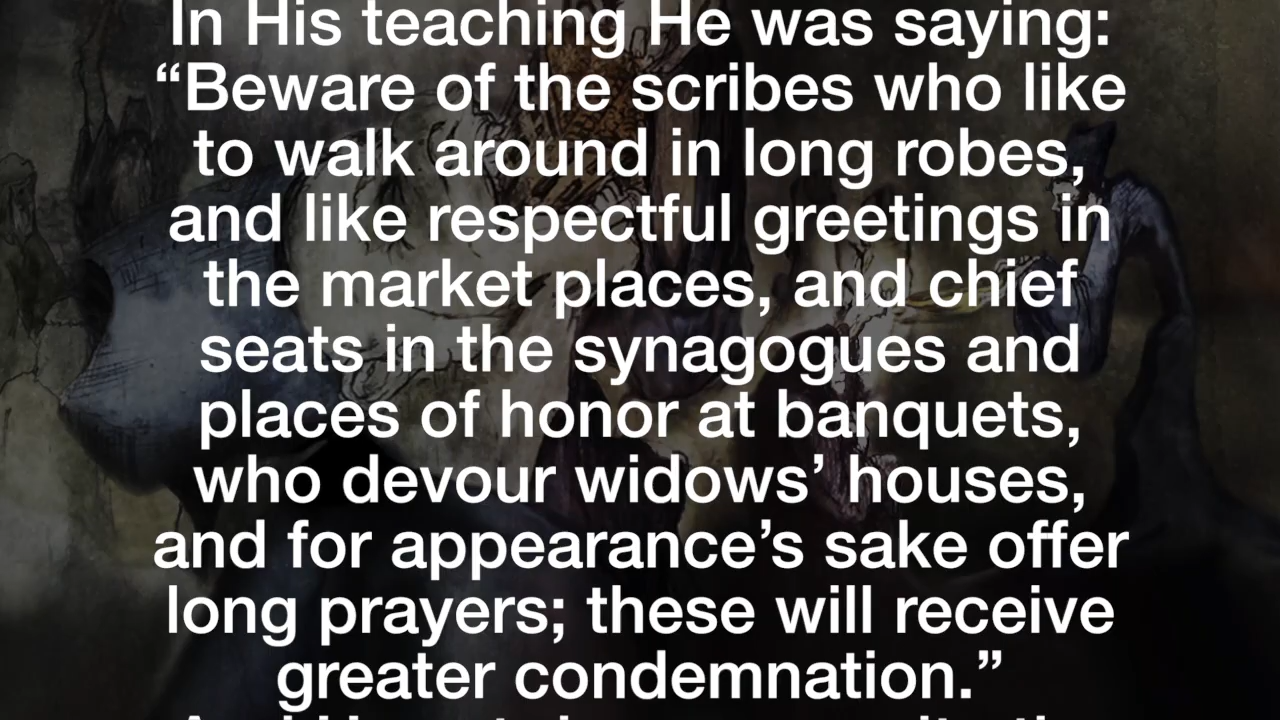 In His teaching He was saying:
“Beware of the scribes who like
to walk around in long robes,
and like respectful greetings in
the market places, and chief
seats in the synagogues and
places of honor at banquets,
who devour widows’ houses,
and for appearance’s sake offer
long prayers; these will receive
greater condemnation.”